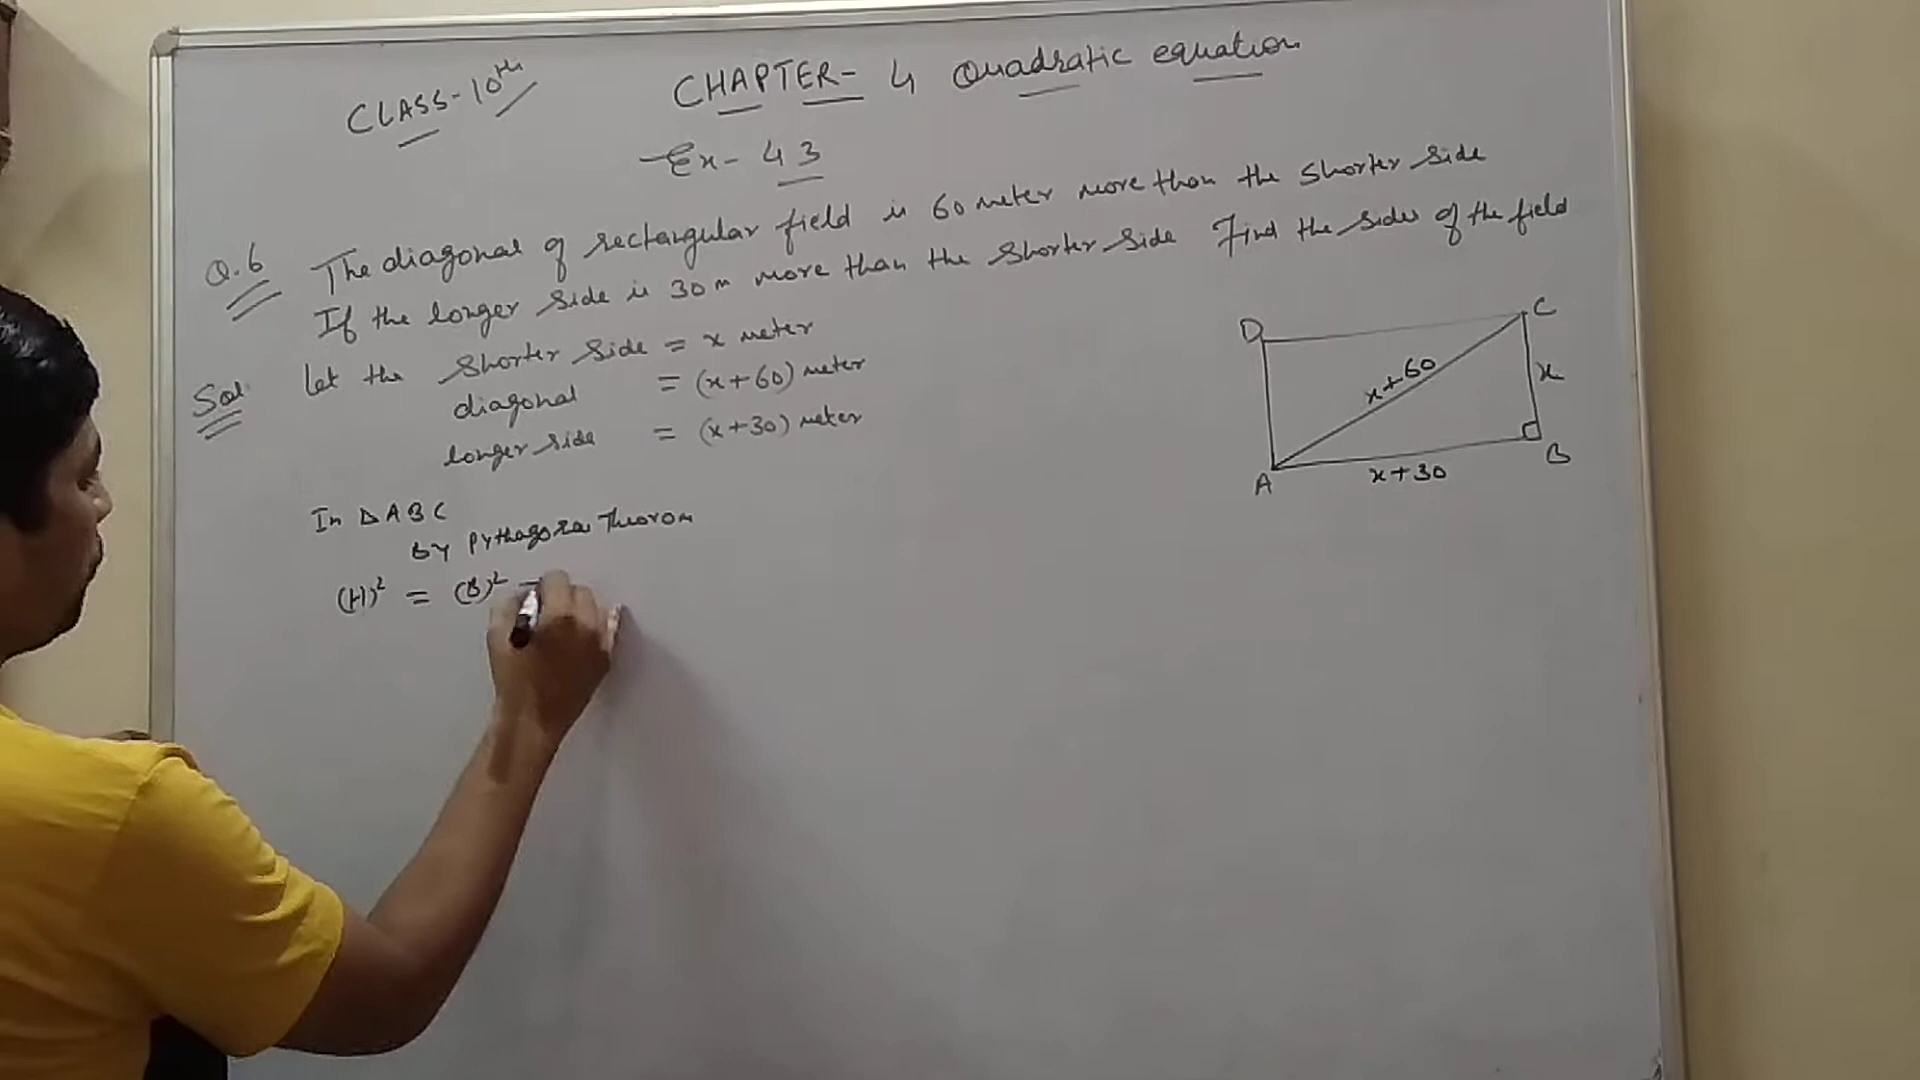 CLASS-10th CHAPTER- 4 Quadratic equation
Ex- 4 3
Q.6 The diagonal of rectangular field is 60 meter more than the shorter side
If the longer side is 30 m more than the shorter side Find the sides of the field
Sol Let the shorter side = x meter
diagonal = (x+60) meter
longer side = (x+30) meter
D C
x+60 x
A x+30 B
In Δ A B C
By Pythagoras Theorom
(H)² = (B)²